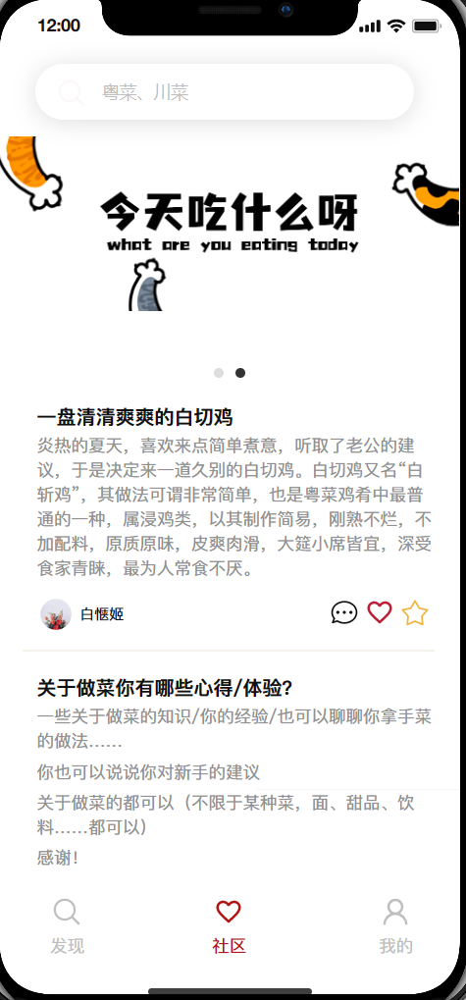 12:00
粤菜、川菜
今天吃什么呀
what are you eating today
一盘清清爽爽的白切鸡
炎热的夏天，喜欢来点简单煮意，听取了老公的建
议，于是决定来一道久别的白切鸡。白切鸡又名“白
斩鸡”，其做法可谓非常简单，也是粤菜鸡肴中最普
通的一种，属浸鸡类，以其制作简易，刚熟不烂，不
加配料，原质原味，皮爽肉滑，大筵小席皆宜，深受
食家青睐，最为人常食不厌。
白惬姬
关于做菜你有哪些心得/体验？
一些关于做菜的知识/你的经验/也可以聊聊你拿手菜
的做法……
你也可以说说你对新手的建议
关于做菜的都可以（不限于某种菜，面、甜品、饮
料……都可以）
感谢！
发现
社区
我的